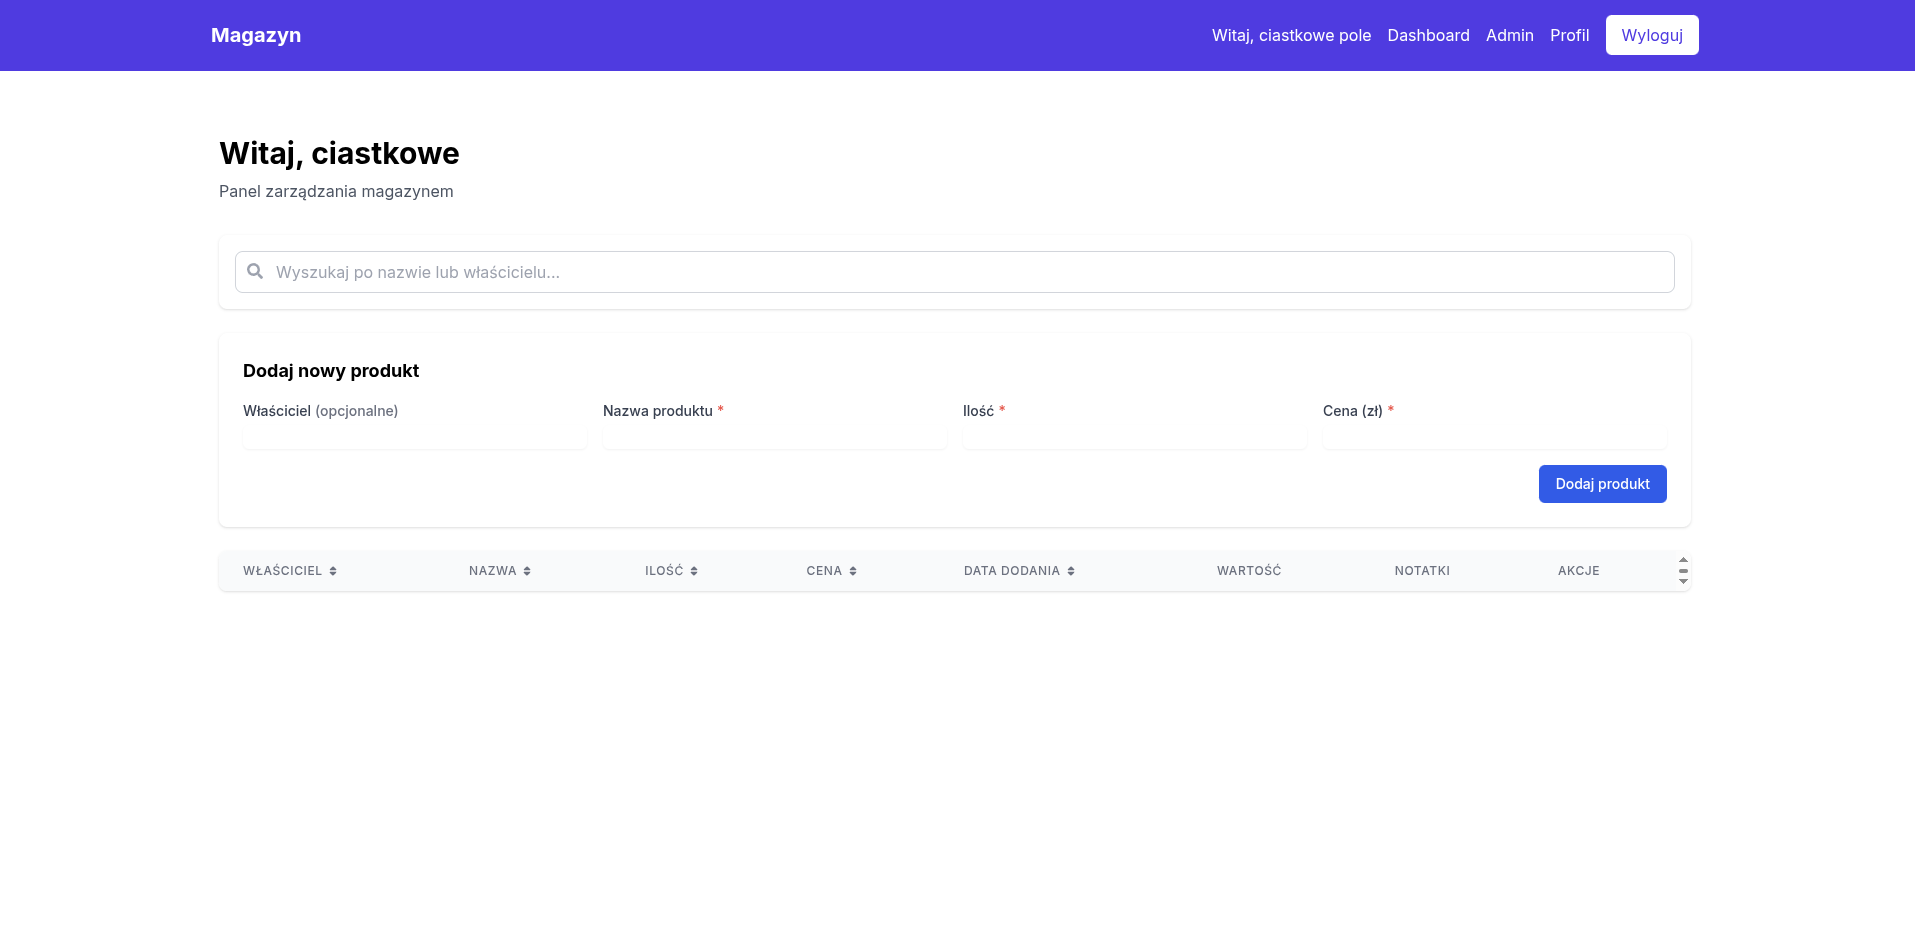 Magazyn Witaj, ciastkowe pole Dashboard Admin Profil Wyloguj
Witaj, ciastkowe
Panel zarządzania magazynem
Wyszukaj po nazwie lub właścicielu...
Dodaj nowy produkt
Właściciel (opcjonalne) Nazwa produktu * Ilość * Cena (zł) *
Dodaj produkt
WŁAŚCICIEL NAZWA ILOŚĆ CENA DATA DODANIA WARTOŚĆ NOTATKI AKCJE